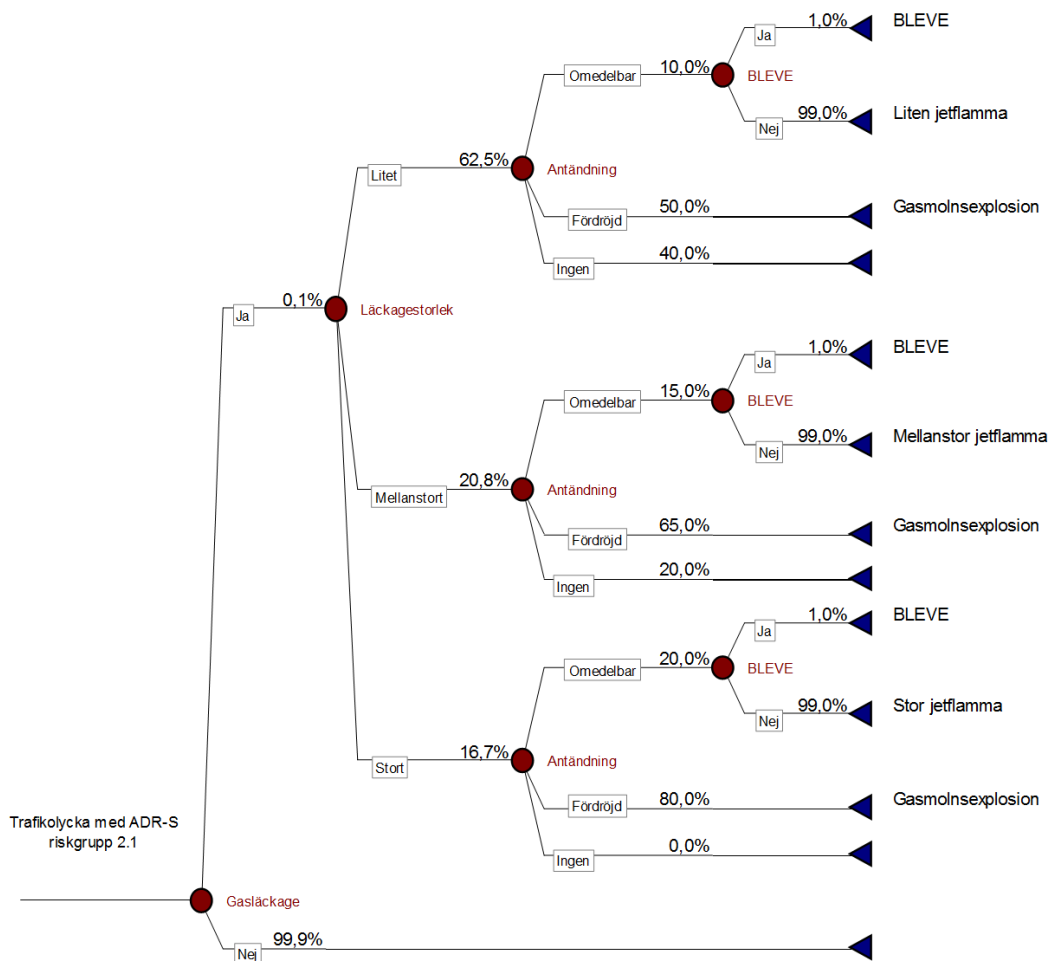 1,0%
BLEVE
Ja
Omedelbar
10,0%
BLEVE
99,0%
Liten jetflamma
Nej
62,5%
Litet
Antändning
50,0%
Gasmolnsexplosion
Fördröjd
40,0%
Ingen
0,1%
Ja
Läckagestorlek
1,0%
BLEVE
Ja
15,0%
Omedelbar
BLEVE
99,0%
Mellanstor jetflamma
Nej
20,8%
Mellanstort
Antändning
65,0%
Gasmolnsexplosion
Fördröjd
20,0%
Ingen
1,0%
BLEVE
Ja
20,0%
Omedelbar
BLEVE
99,0%
Stor jetflamma
Nej
16,7%
Stort
Antändning
80,0%
Gasmolnsexplosion
Fördröjd
0,0%
Ingen
Trafikolycka med ADR-S
riskgrupp 2.1
Gasläckage
99,9%
Nej